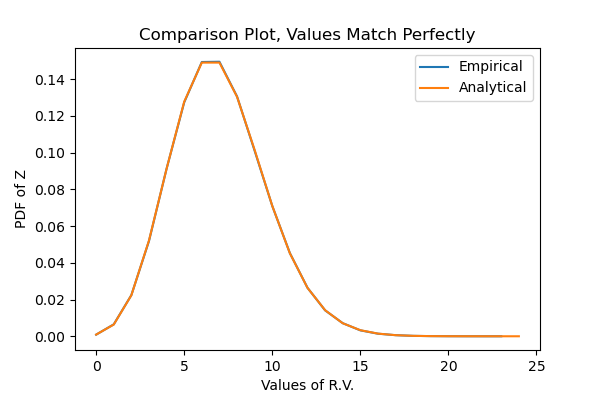 Comparison Plot, Values Match Perfectly
Empirical
Analytical
PDF of Z
0.14
0.12
0.10
0.08
0.06
0.04
0.02
0.00
0 5 10 15 20 25
Values of R.V.